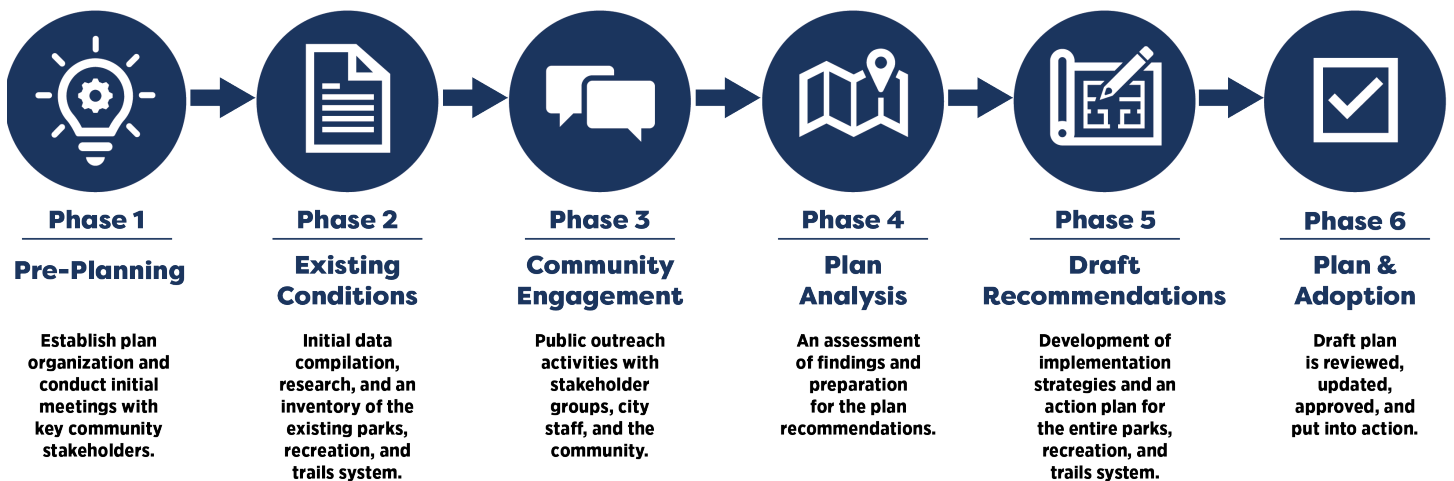 Phase 1
Pre-Planning
Establish plan
organization and
conduct initial
meetings with
key community
stakeholders.
Phase 2
Existing
Conditions
Initial data
compilation,
research, and an
inventory of the
existing parks,
recreation, and
trails system.
Phase 3
Community
Engagement
Public outreach
activities with
stakeholder
groups, city
staff, and the
community.
Phase 4
Plan
Analysis
An assessment
of findings and
preparation
for the plan
recommendations.
Phase 5
Draft
Recommendations
Development of
implementation
strategies and an
action plan for
the entire parks,
recreation, and
trails system.
Phase 6
Plan &
Adoption
Draft plan
is reviewed,
updated,
approved, and
put into action.